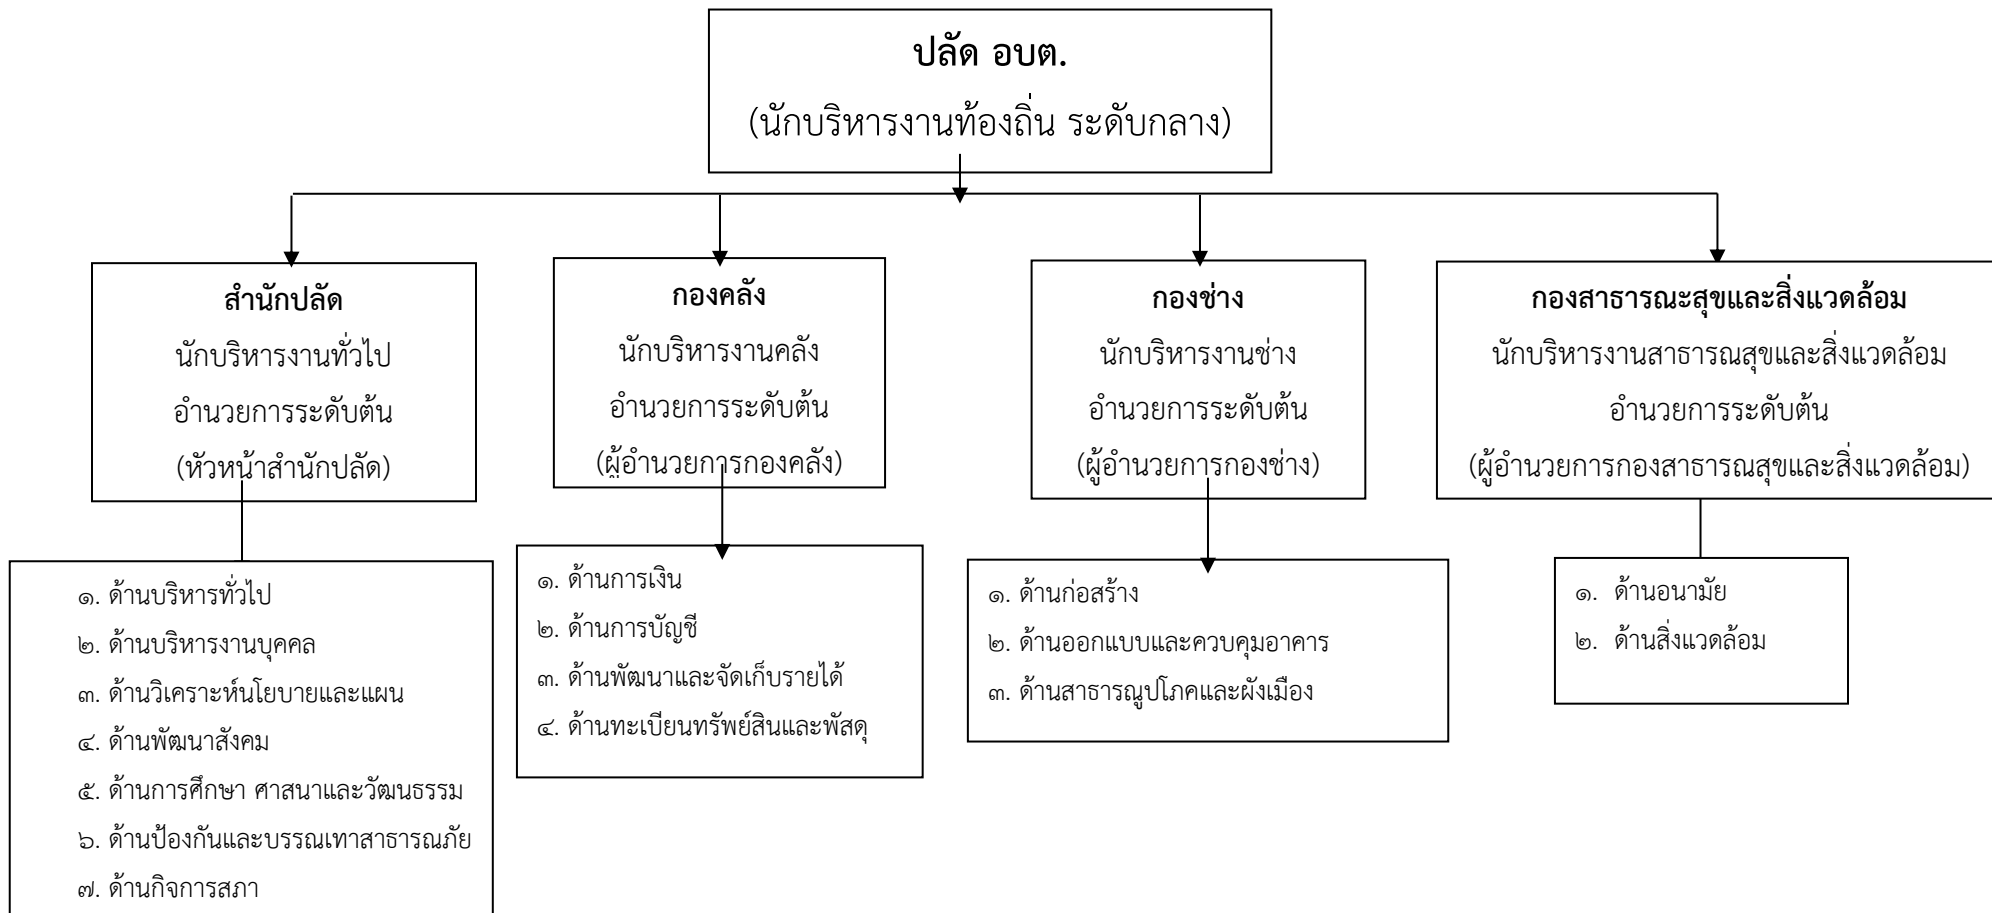 ปลัด อบต.
(นักบริหารงานท้องถิ่น ระดับกลาง)
สำนักปลัด
นักบริหารงานทั่วไป
อำนวยการระดับต้น
(หัวหน้าสำนักปลัด)
กองคลัง
นักบริหารงานคลัง
อำนวยการระดับต้น
(ผู้อำนวยการกองคลัง)
กองช่าง
นักบริหารงานช่าง
อำนวยการระดับต้น
(ผู้อำนวยการกองช่าง)
กองสาธารณะสุขและสิ่งแวดล้อม
นักบริหารงานสาธารณสุขและสิ่งแวดล้อม
อำนวยการระดับต้น
(ผู้อำนวยการกองสาธารณสุขและสิ่งแวดล้อม)
๑. ด้านบริหารทั่วไป
๒. ด้านบริหารงานบุคคล
๓. ด้านวิเคราะห์นโยบายและแผน
๔. ด้านพัฒนาสังคม
๕. ด้านการศึกษา ศาสนาและวัฒนธรรม
๖. ด้านป้องกันและบรรณเทาสาธารณภัย
๗. ด้านกิจการสภา
๑. ด้านการเงิน
๒. ด้านการบัญชี
๓. ด้านพัฒนาและจัดเก็บรายได้
๔. ด้านทะเบียนทรัพย์สินและพัสดุ
๑. ด้านก่อสร้าง
๒. ด้านออกแบบและควบคุมอาคาร
๓. ด้านสาธารณูปโภคและผังเมือง
๑. ด้านอนามัย
๒. ด้านสิ่งแวดล้อม